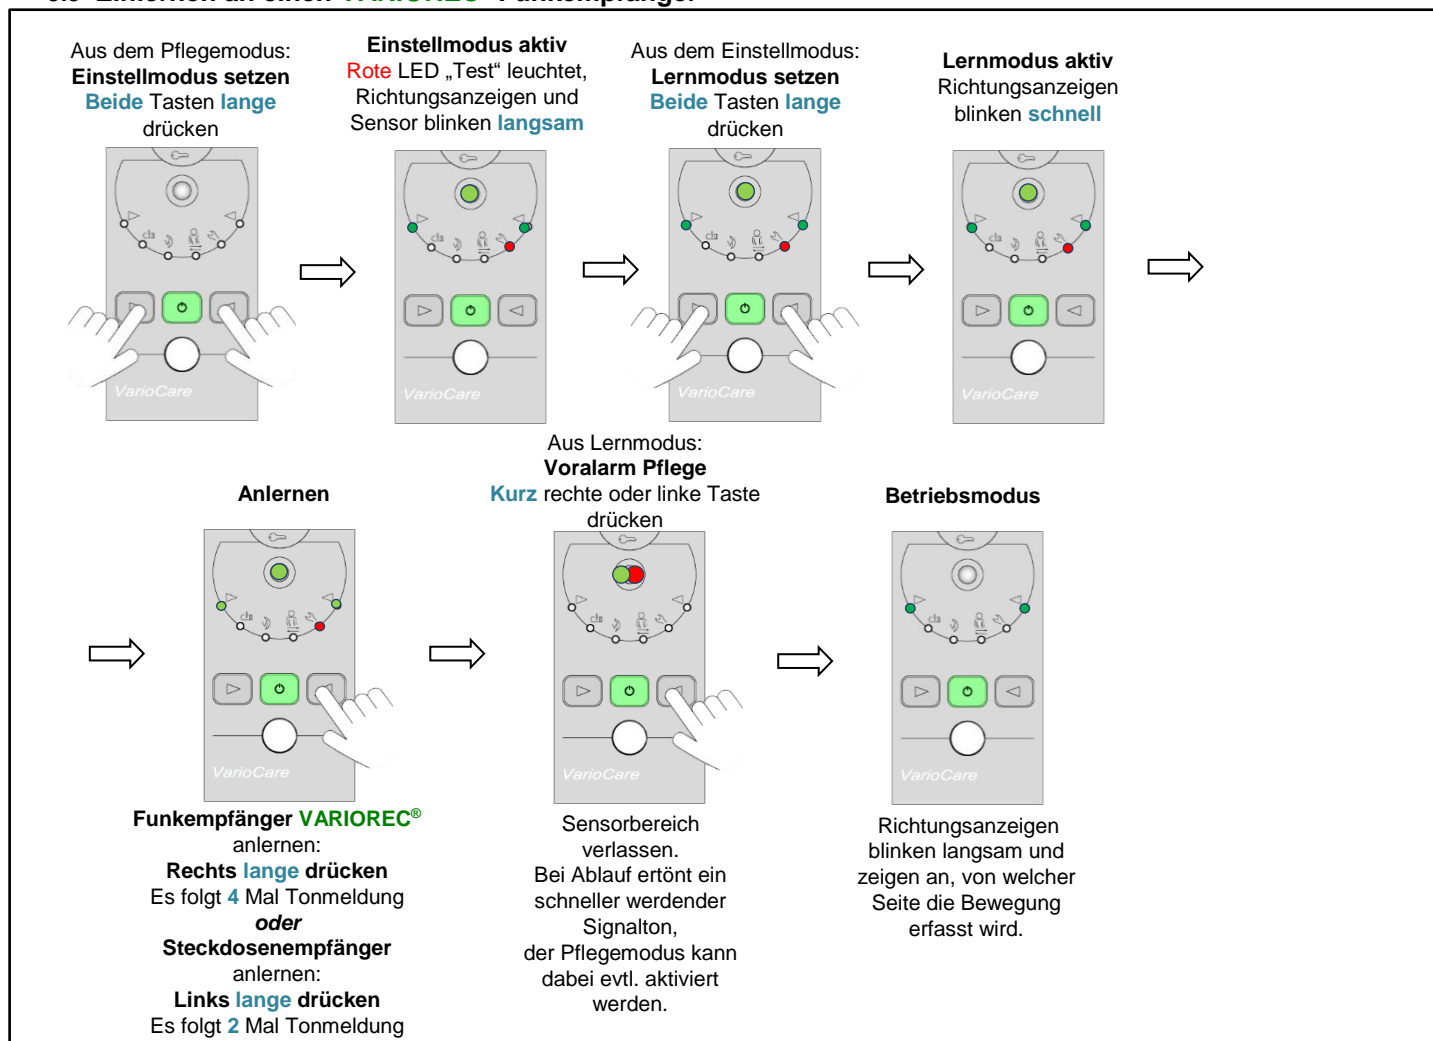 Aus dem Pflegemodus:
Einstellmodus setzen
Beide Tasten lange
drücken
Einstellmodus aktiv
Rote LED „Test“ leuchtet,
Richtungsanzeigen und
Sensor blinken langsam
Aus dem Einstellmodus:
Lernmodus setzen
Beide Tasten lange
drücken
Lernmodus aktiv
Richtungsanzeigen
blinken schnell
VarioCare
VarioCare
VarioCare
VarioCare
Anlernen
VarioCare
Funkempfänger VARIOREC®
anlernen:
Rechts lange drücken
Es folgt 4 Mal Tonmeldung
oder
Steckdosenempfänger
anlernen:
Links lange drücken
Es folgt 2 Mal Tonmeldung
Aus Lernmodus:
Voralarm Pflege
Kurz rechte oder linke Taste
drücken
VarioCare
Sensorbereich
verlassen.
Bei Ablauf ertönt ein
schneller werdender
Signalton,
der Pflegemodus kann
dabei evtl. aktiviert
werden.
Betriebsmodus
VarioCare
Richtungsanzeigen
blinken langsam und
zeigen an, von welcher
Seite die Bewegung
erfasst wird.